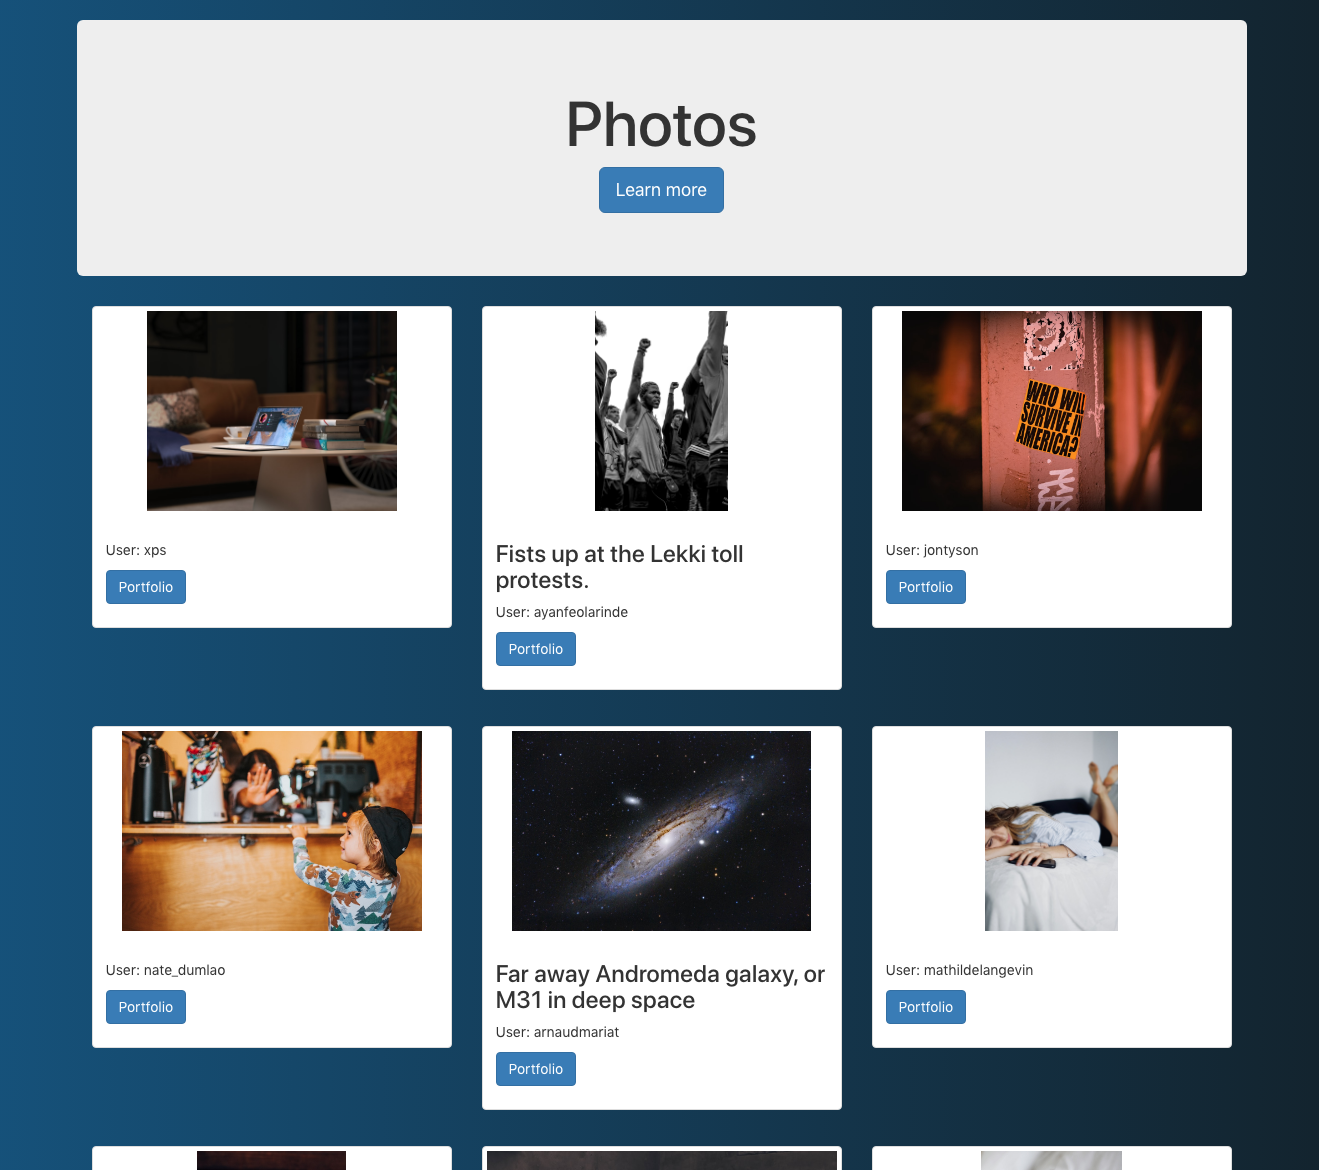 Photos
Learn more
WHO WILL
SURVIVE IN
AMERICA?
User: xps
Portfolio
Fists up at the Lekki toll
protests.
User: ayanfeolarinde
Portfolio
User: jontyson
Portfolio
User: nate_dumlao
Portfolio
Far away Andromeda galaxy, or
M31 in deep space
User: arnaudmariat
Portfolio
User: mathildelangevin
Portfolio